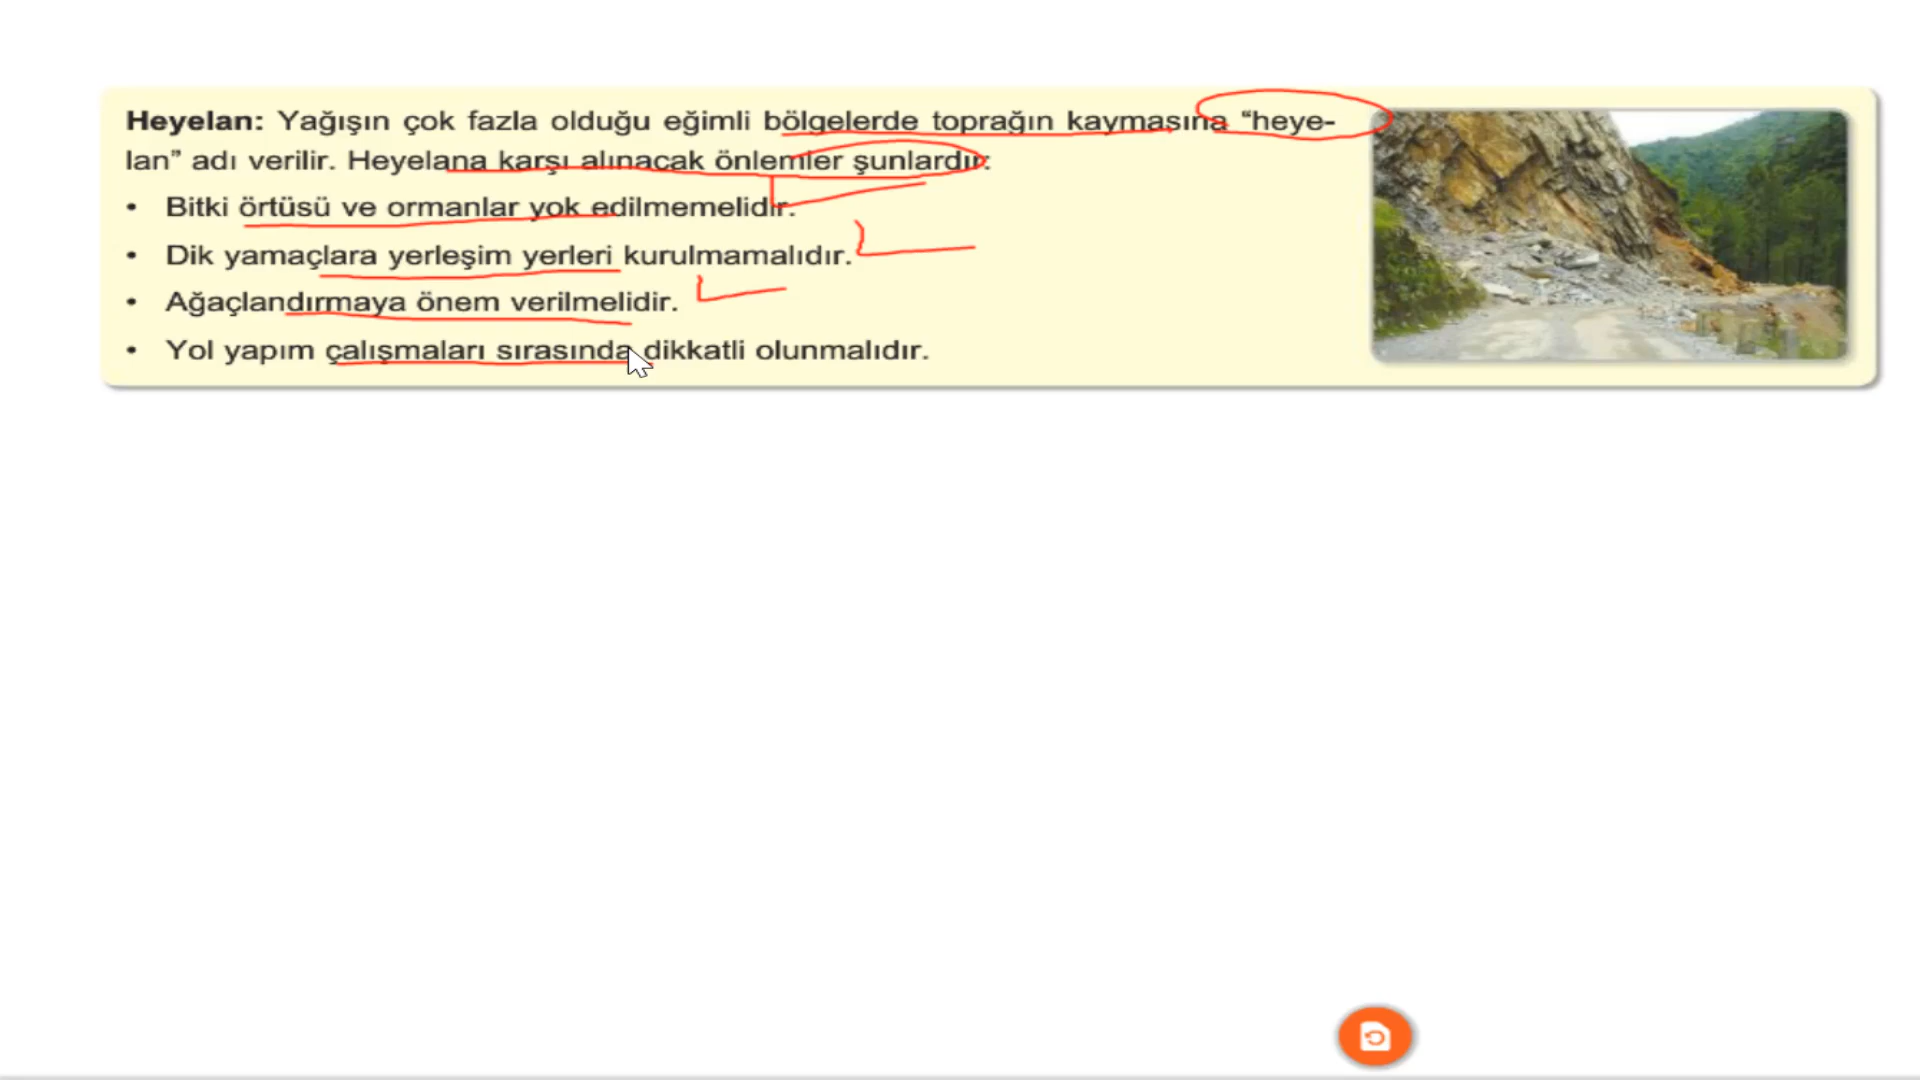 Heyelan: Yağışın çok fazla olduğu eğimli bölgelerde toprağın kaymasına “heye-
lan” adı verilir. Heyelana karşı alınacak önlemler şunlardır:
• Bitki örtüsü ve ormanlar yok edilmemelidir.
• Dik yamaçlara yerleşim yerleri kurulmamalıdır.
• Ağaçlandırmaya önem verilmelidir.
• Yol yapım çalışmaları sırasında dikkatli olunmalıdır.